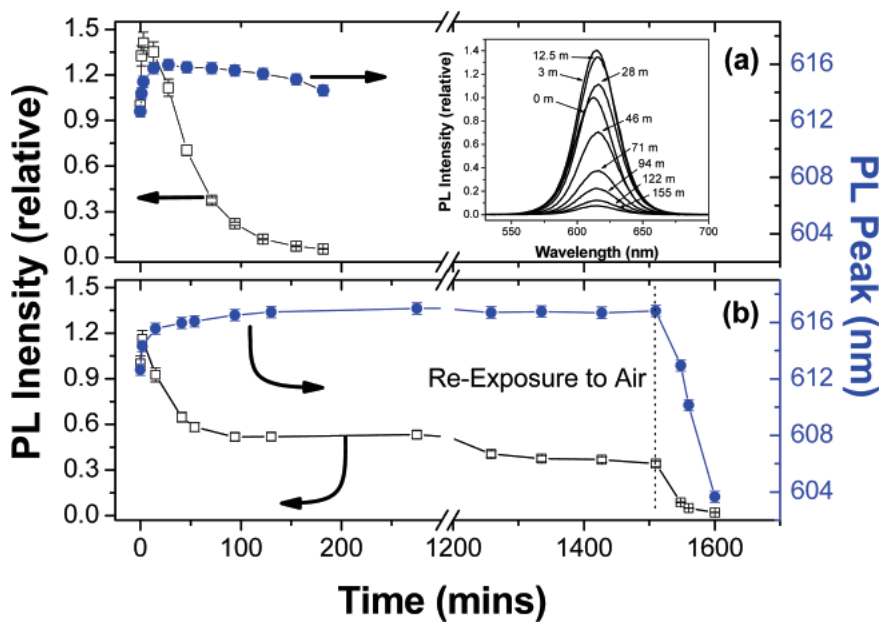 PL Inensity (relative)
1.5
1.2
0.9
0.6
0.3
0.0
(a)
PL Intensity (relative)
1.4
1.2
1.0
0.8
0.6
0.4
0.2
0.0
12.5 m
3 m
0 m
28 m
46 m
71 m
94 m
122 m
155 m
550 600 650 700
Wavelength (nm)
616
612
608
604
PL Peak (nm)
1.5
1.2
0.9
0.6
0.3
0.0
(b)
Re-Exposure to Air
616
612
608
604
0 100 200 1200 1400 1600
Time (mins)